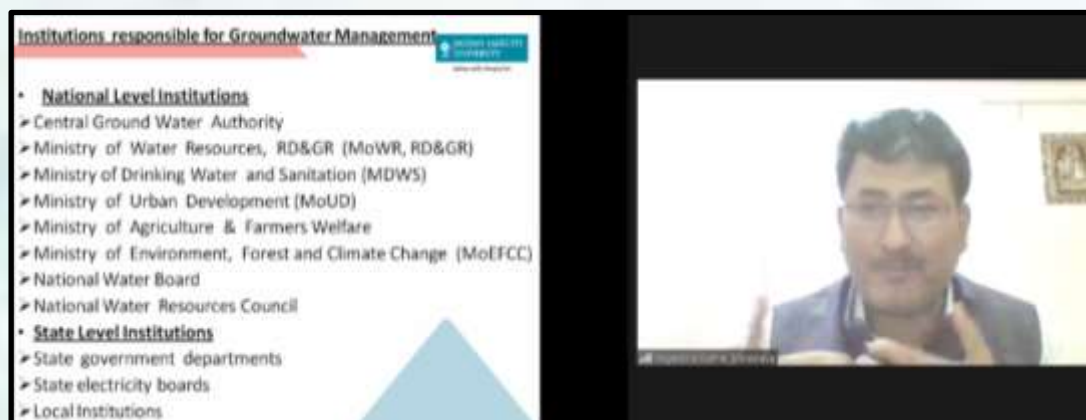 Institutions responsible for Groundwater Management
• National Level Institutions
➢Central Ground Water Authority
➢Ministry of Water Resources, RD&GR (MoWR, RD&GR)
➢Ministry of Drinking Water and Sanitation (MDWS)
➢Ministry of Urban Development (MoUD)
➢Ministry of Agriculture & Farmers Welfare
➢Ministry of Environment, Forest and Climate Change (MoEFCC)
➢National Water Board
➢National Water Resources Council
• State Level Institutions
➢State government departments
➢State electricity boards
➢Local Institutions